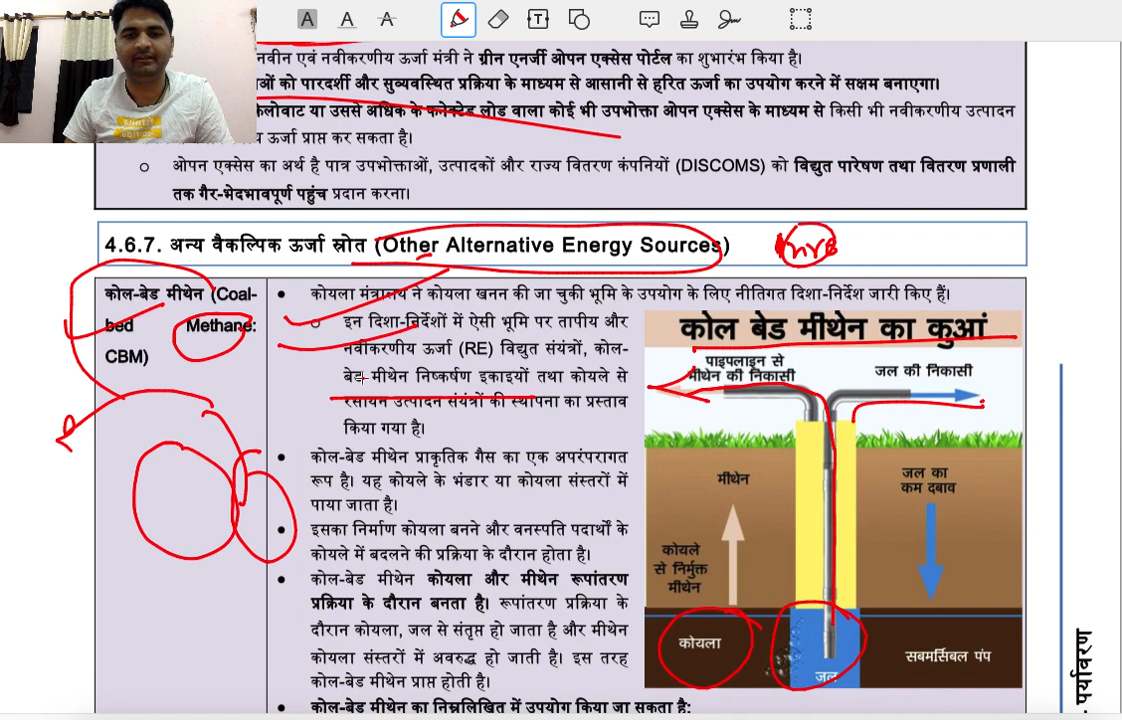 A A A T
नवीन एवं नवीकरणीय ऊर्जा मंत्री ने ग्रीन एनर्जी ओपन एक्सेस पोर्टल का शुभारंभ किया है।
ओं को पारदर्शी और सुव्यवस्थित प्रक्रिया के माध्यम से आसानी से हरित ऊर्जा का उपयोग करने में सक्षम बनाएगा।
केलोवाट या उससे अधिक के कनेक्टेड लोड वाला कोई भी उपभोक्ता ओपन एक्सेस के माध्यम से किसी भी नवीकरणीय उत्पादन
य ऊर्जा प्राप्त कर सकता है।
ओपन एक्सेस का अर्थ है पात्र उपभोक्ताओं, उत्पादकों और राज्य वितरण कंपनियों (DISCOMS) को विद्युत पारेषण तथा वितरण प्रणाली
तक गैर-भेदभावपूर्ण पहुंच प्रदान करना।
4.6.7. अन्य वैकल्पिक ऊर्जा स्रोत (Other Alternative Energy Sources)
कोल-बेड मीथेन (Coal-
bed Methane:
CBM)
कोयला मंत्रालय ने कोयला खनन की जा चुकी भूमि के उपयोग के लिए नीतिगत दिशा-निर्देश जारी किए हैं।
इन दिशा-निर्देशों में ऐसी भूमि पर तापीय और
नवीकरणीय ऊर्जा (RE) विद्युत संयंत्रों, कोल-
बेड मीथेन निष्कर्षण इकाइयों तथा कोयले से
रसायन उत्पादन संयंत्रों की स्थापना का प्रस्ताव
किया गया है।
कोल-बेड मीथेन प्राकृतिक गैस का एक अपरंपरागत
रूप है। यह कोयले के भंडार या कोयला संस्तरों में
पाया जाता है।
इसका निर्माण कोयला बनने और वनस्पति पदार्थों के
कोयले में बदलने की प्रक्रिया के दौरान होता है।
कोल-बेड मीथेन कोयला और मीथेन रूपांतरण
प्रक्रिया के दौरान बनता है। रूपांतरण प्रक्रिया के
दौरान कोयला, जल से संतृप्त हो जाता है और मीथेन
कोयला संस्तरों में अवरुद्ध हो जाती है। इस तरह
कोल-बेड मीथेन प्राप्त होती है।
कोल-बेड मीथेन का निम्नलिखित में उपयोग किया जा सकता है:
कोल बेड मीथेन का कुआं
पाइपलाइन से
मीथेन की निकासी
जल की निकासी
मीथेन
जल का
कम दबाव
कोयले
से निर्मुक्त
मीथेन
कोयला
जल
सबमर्सिबल पंप
- पर्यावरण